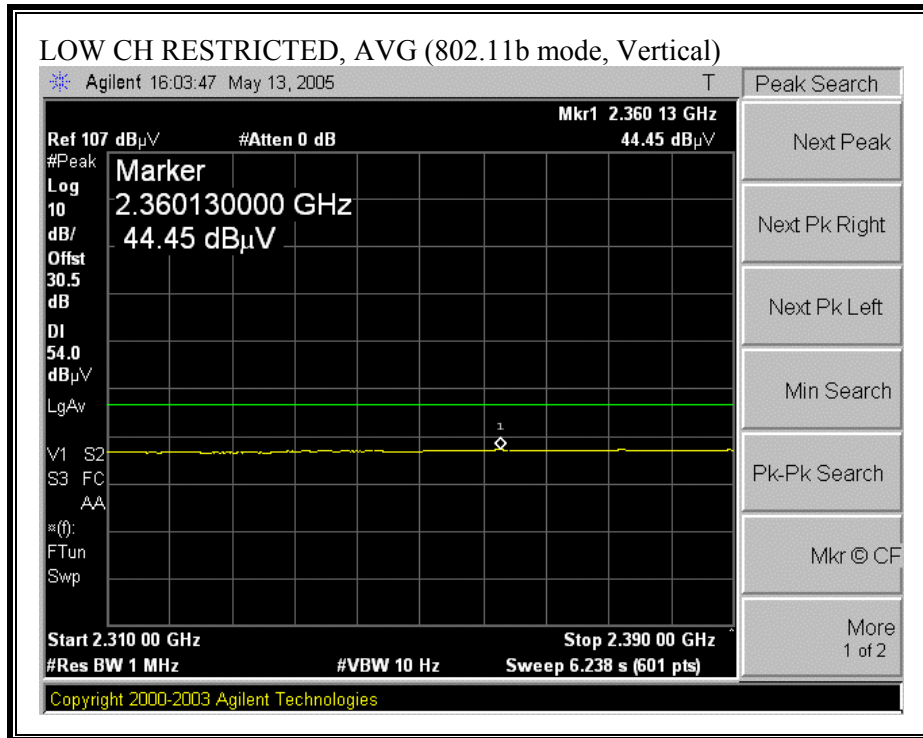 LOW CH RESTRICTED, AVG (802.11b mode, Vertical)
Agilent 16:03:47 May 13, 2005 T
Peak Search
Mkr1 2.360 13 GHz
Ref 107 dBµV #Atten 0 dB 44.45 dBµV
#Peak
Log
10
dB/
Offst
30.5
dB
DI
54.0
dBµV
LgAv
V1 S2
S3 FC
AA
¤(f):
FTun
Swp
Marker
2.360130000 GHz
44.45 dBµV
1
Start 2.310 00 GHz Stop 2.390 00 GHz ^
#Res BW 1 MHz #VBW 10 Hz Sweep 6.238 s (601 pts)
Copyright 2000-2003 Agilent Technologies
Next Peak
Next Pk Right
Next Pk Left
Min Search
Pk-Pk Search
Mkr © CF
More
1 of 2